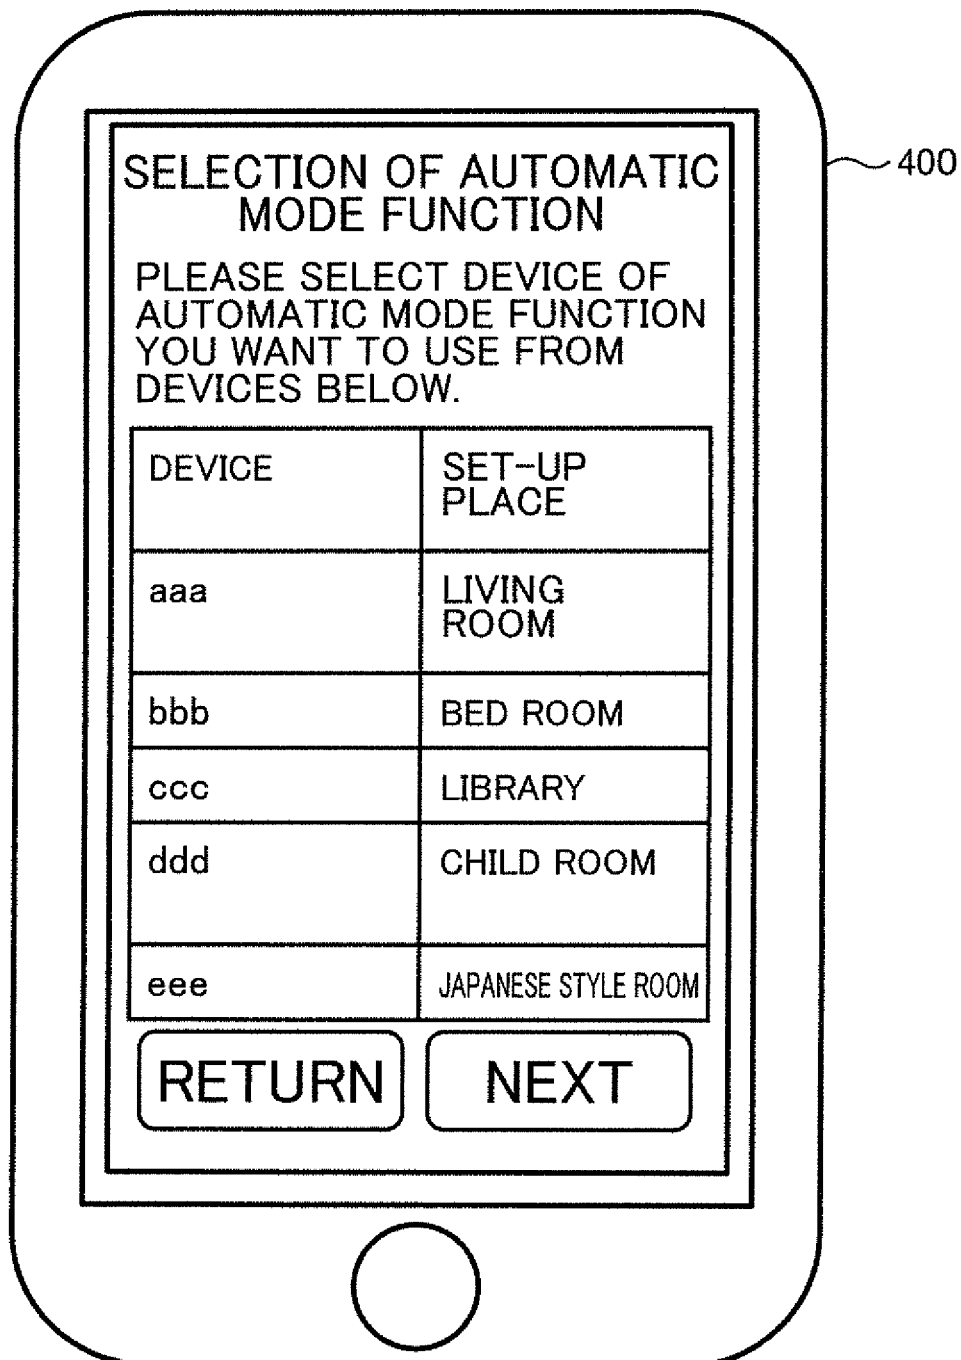 SELECTION OF AUTOMATIC
MODE FUNCTION
400
PLEASE SELECT DEVICE OF
AUTOMATIC MODE FUNCTION
YOU WANT TO USE FROM
DEVICES BELOW.
DEVICE
SET-UP
PLACE
aaa
LIVING
ROOM
bbb
BED ROOM
ccc
LIBRARY
ddd
CHILD ROOM
eee
JAPANESE STYLE ROOM
RETURN
NEXT